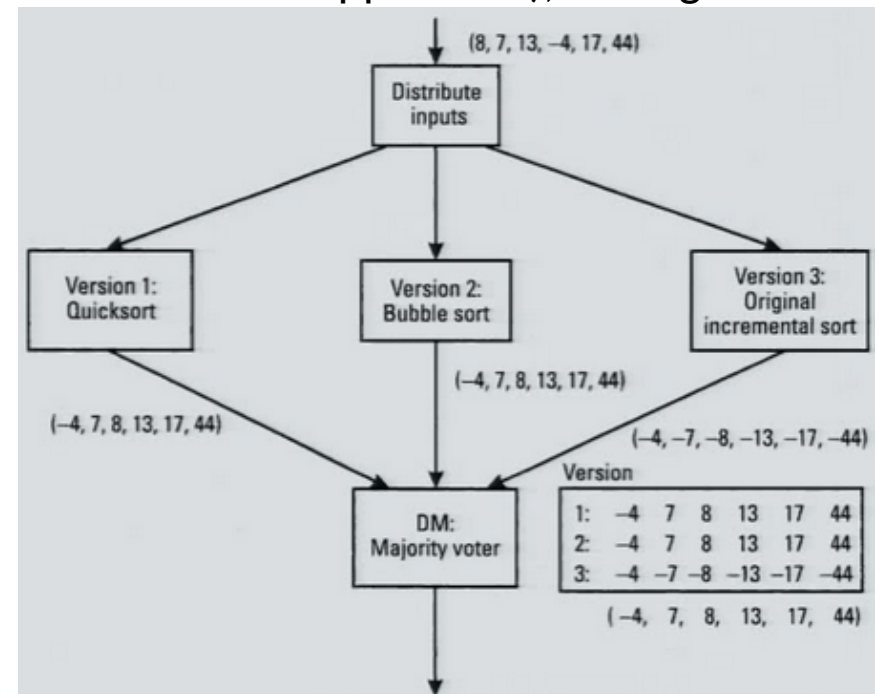 (8, 7, 13, –4, 17, 44)
Distribute
inputs
Version 1:
Quicksort
Version 2:
Bubble sort
Version 3:
Original
incremental sort
(–4, 7, 8, 13, 17, 44)
(–4, 7, 8, 13, 17, 44)
(–4, –7, –8, –13, –17, –44)
DM:
Majority voter
Version
1: –4 7 8 13 17 44
2: –4 7 8 13 17 44
3: –4 –7 –8 –13 –17 –44
(–4, 7, 8, 13, 17, 44)